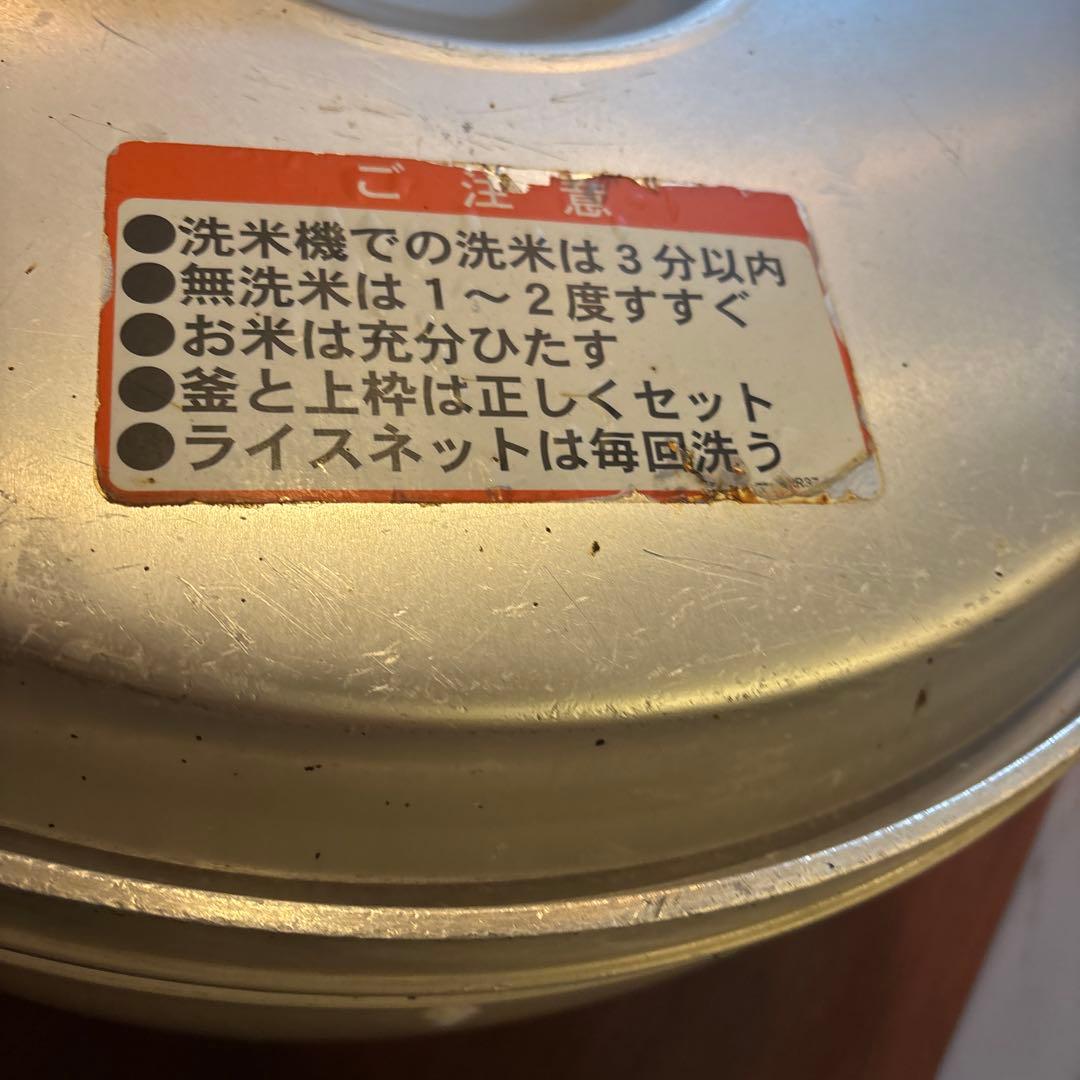 ご注意
●洗米機での洗米は3分以内
●無洗米は1～2度すすぐ
●お米は充分ひたす
●釜と上枠は正しくセット
●ライスネットは毎回洗う